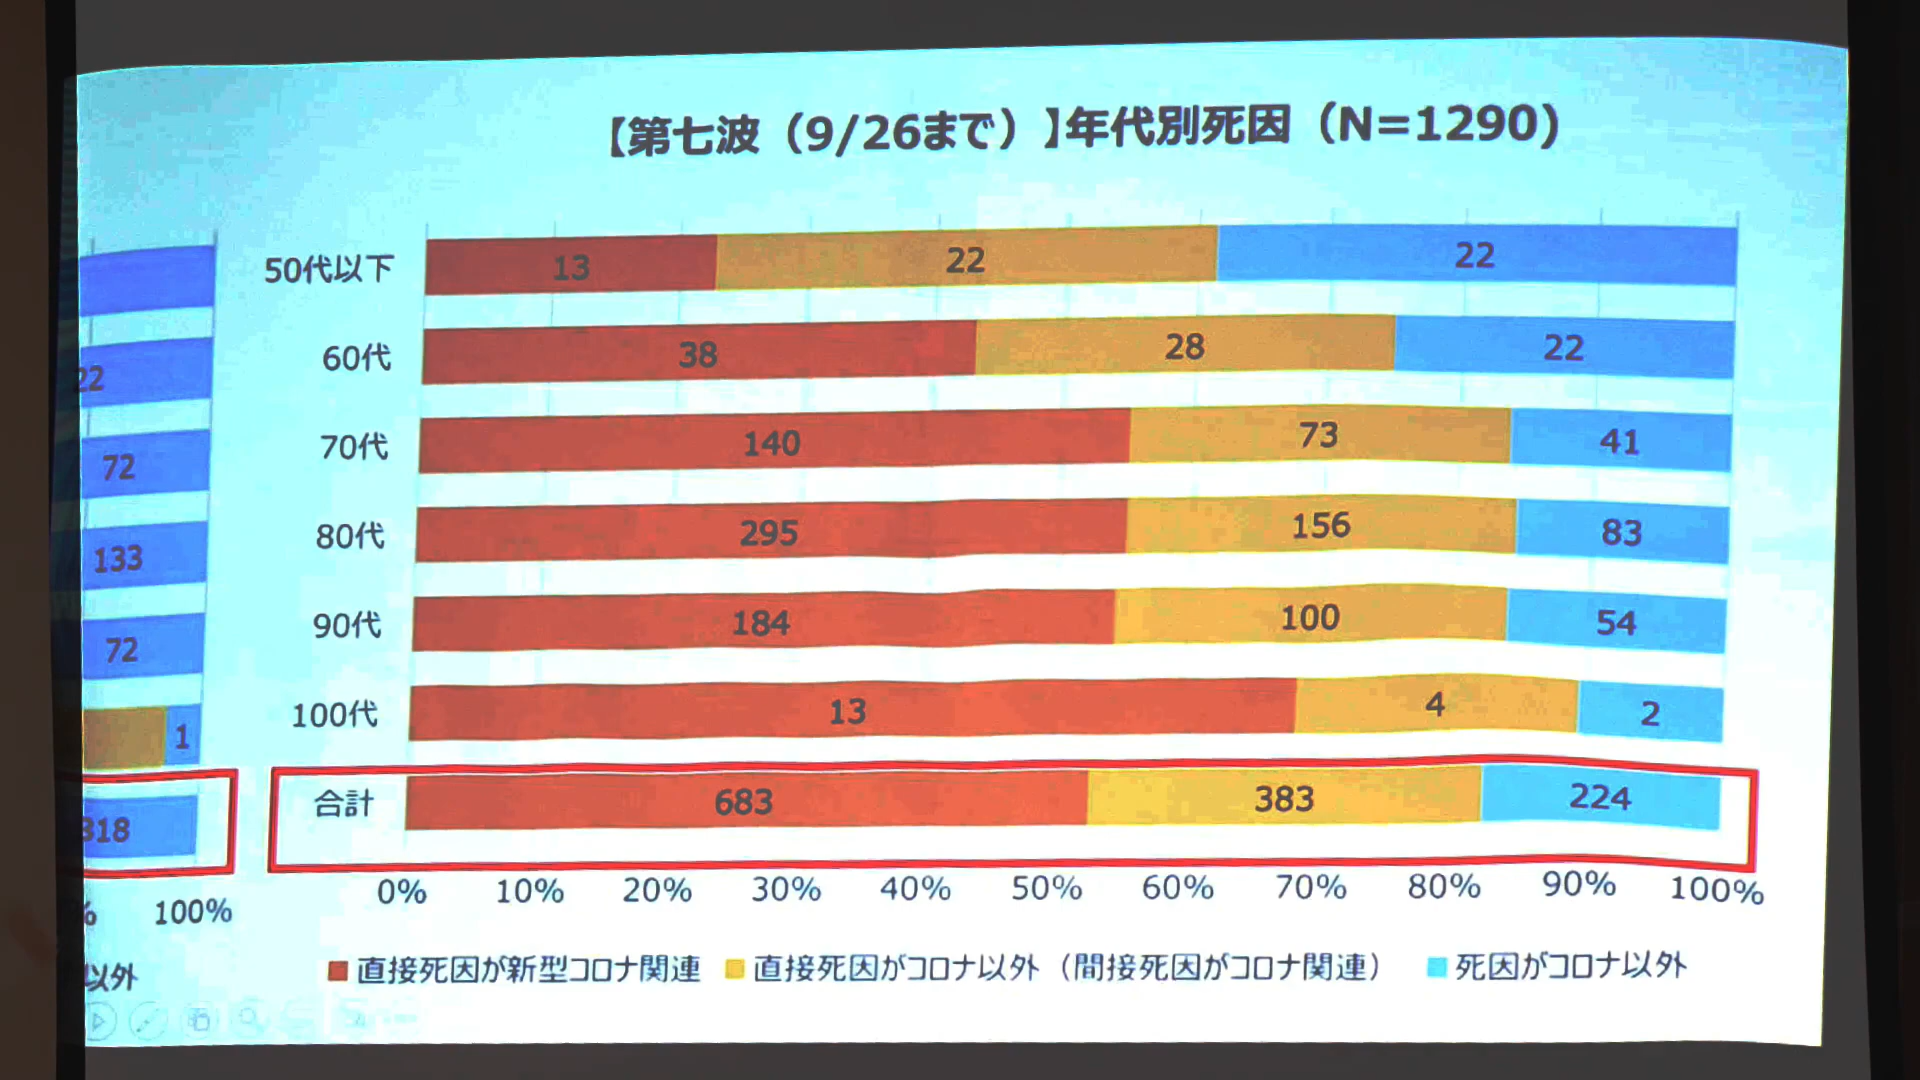 【第七波（9/26まで）】年代別死因（N=1290）
50代以下 13 22 22
60代 38 28 22
70代 140 73 41
80代 295 156 83
90代 184 100 54
100代 13 4 2
合計 683 383 224
0% 10% 20% 30% 40% 50% 60% 70% 80% 90% 100%
直接死因が新型コロナ関連 直接死因がコロナ以外（間接死因がコロナ関連） 死因がコロナ以外
22
72
133
72
1
318
% 100%
以外